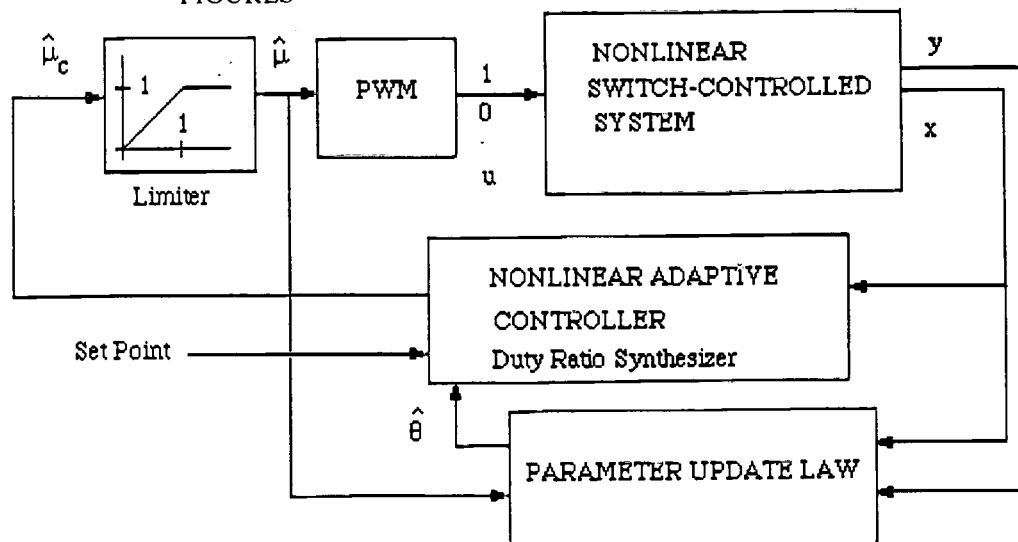 FIGURES
μ̂c
1
1
Limiter
μ̂
PWM
1
0
u
NONLINEAR
SWITCH-CONTROLLED
SYSTEM
y
x
NONLINEAR ADAPTIVE
CONTROLLER
Duty Ratio Synthesizer
Set Point
θ̂
PARAMETER UPDATE LAW